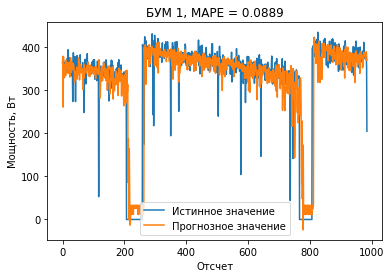 БУМ 1, MAPE = 0.0889
Мощность, Вт
400
300
200
100
0
Истинное значение
Прогнозное значение
0
200
400
600
800
1000
Отсчет